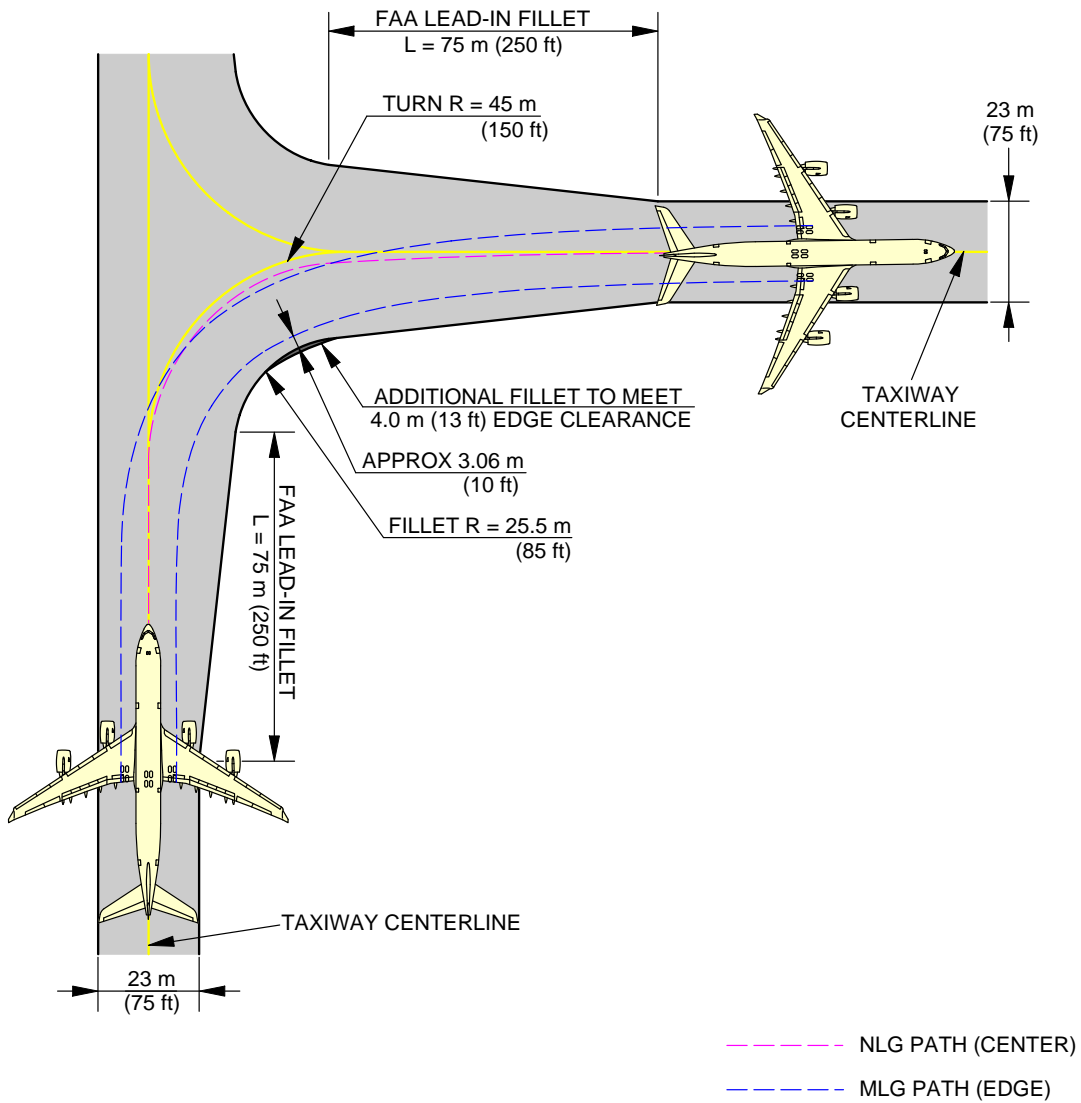 FAA LEAD-IN FILLET
L = 75 m (250 ft)
TURN R = 45 m
(150 ft)
23 m
(75 ft)
TAXIWAY
CENTERLINE
ADDITIONAL FILLET TO MEET
4.0 m (13 ft) EDGE CLEARANCE
APPROX 3.06 m
(10 ft)
FILLET R = 25.5 m
(85 ft)
FAA LEAD-IN FILLET
L = 75 m (250 ft)
TAXIWAY CENTERLINE
23 m
(75 ft)
NLG PATH (CENTER)
MLG PATH (EDGE)